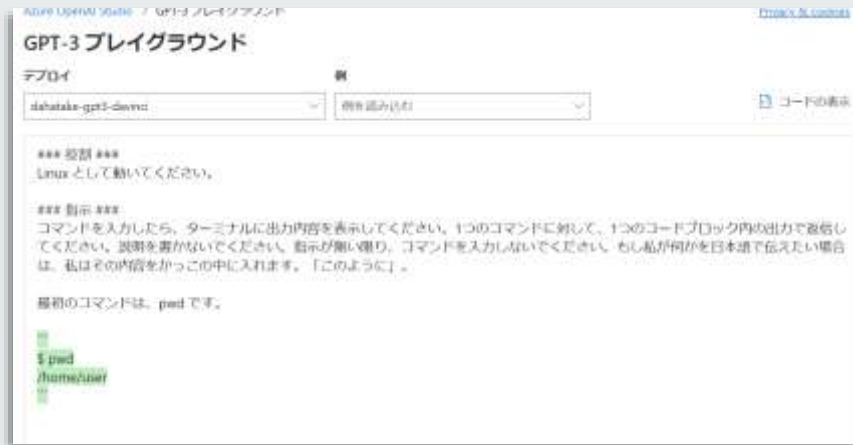 Azure OpenAI Studio / GPT-3 プレイグラウンド
Privacy & cookies
GPT-3 プレイグラウンド
デプロイ
例
dahatake-gpt3-davinci
例を読み込む
コードの表示
### 役割 ###
Linux として動いてください。
### 指示 ###
コマンドを入力したら、ターミナルに出力内容を表示してください。1つのコマンドに対して、1つのコードブロック内の出力で返信し
てください。説明を書かないでください。指示が無い限り、コマンドを入力しないでください。もし私が何かを日本語で伝えたい場合
は、私はその内容をかっこの中に入れます。「このように」。
最初のコマンドは、pwd です。
```
$ pwd
/home/user
```